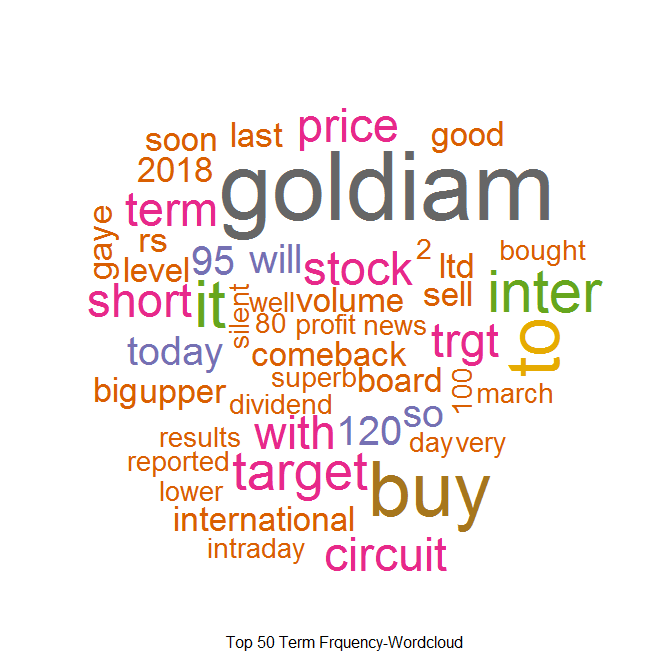 soon last price good
2018 goldiam
term
gaye rs
level 95 will stock 2 ltd bought
short it silent well volume sell inter
80 profit news
today comeback trgt to
big upper superb board 100 march
dividend
results with 120 so day very
reported target buy
lower
international
intraday circuit
Top 50 Term Frquency-Wordcloud